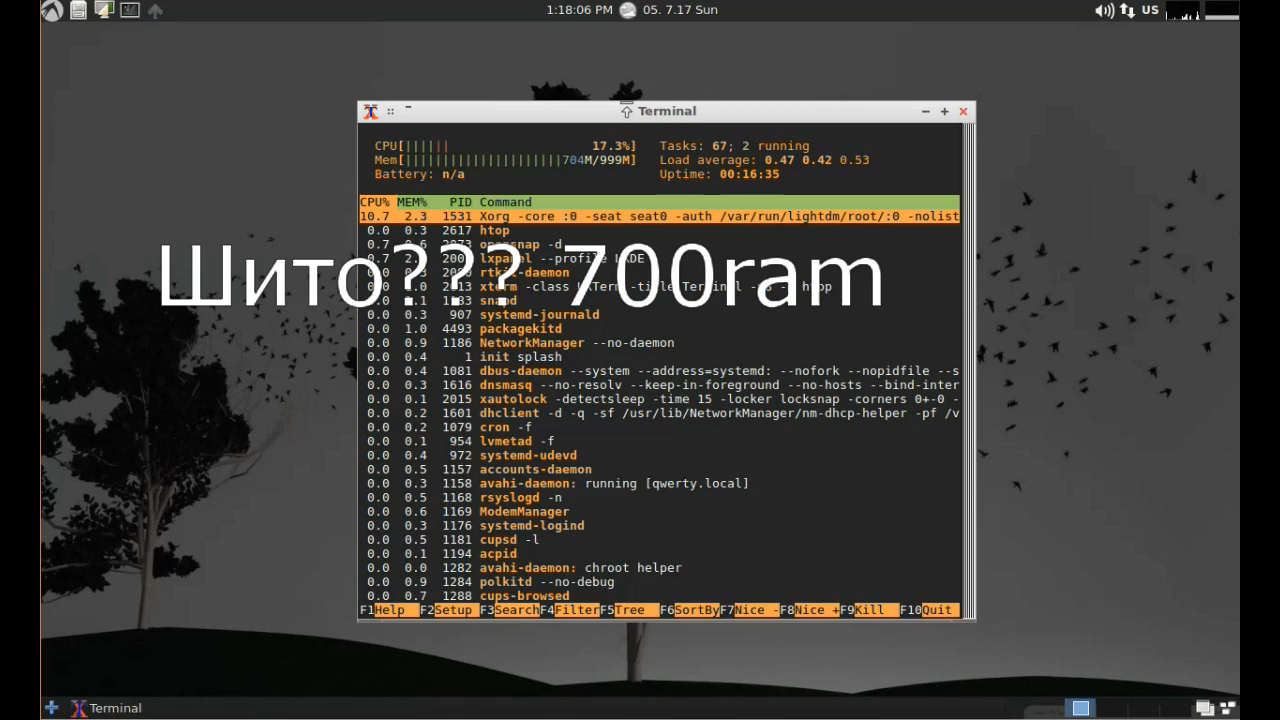 1:18:06 PM 05. 7.17 Sun US
Terminal
CPU[|||||| 17.3%] Tasks: 67; 2 running
Mem[|||||||||||||||||||||704M/999M] Load average: 0.47 0.42 0.53
Battery: n/a Uptime: 00:16:35
CPU% MEM% PID Command
10.7 2.3 1531 Xorg -core :0 -seat seat0 -auth /var/run/lightdm/root/:0 -nolist
0.0 0.3 2617 htop
0.7 -d
lxpanel --profile
-daemon
-class
Шито??? 700ram
0.0 0.3 907 systemd-journald
0.0 1.0 4493 packagekitd
0.0 0.9 1186 NetworkManager --no-daemon
0.0 0.4 1 init splash
0.0 0.4 1081 dbus-daemon --system --address=systemd: --nofork --nopidfile --s
0.0 0.3 1616 dnsmasq --no-resolv --keep-in-foreground --no-hosts --bind-inter
0.0 0.1 2015 xautolock -detectsleep -time 15 -locker locksnap -corners 0+-0 -
0.0 0.2 1601 dhclient -d -q -sf /usr/lib/NetworkManager/nm-dhcp-helper -pf /v
0.0 0.2 1079 cron -f
0.0 0.1 954 lvmetad -f
0.0 0.4 972 systemd-udevd
0.0 0.5 1157 accounts-daemon
0.0 0.3 1158 avahi-daemon: running [qwerty.local]
0.0 0.5 1168 rsyslogd -n
0.0 0.6 1169 ModemManager
0.0 0.3 1176 systemd-logind
0.0 0.5 1181 cupsd -l
0.0 0.1 1194 acpid
0.0 0.0 1282 avahi-daemon: chroot helper
0.0 0.9 1284 polkitd --no-debug
0.0 0.7 1288 cups-browsed
F1Help F2Setup F3SearchF4FilterF5Tree F6SortByF7Nice -F8Nice +F9Kill F10Quit
Terminal